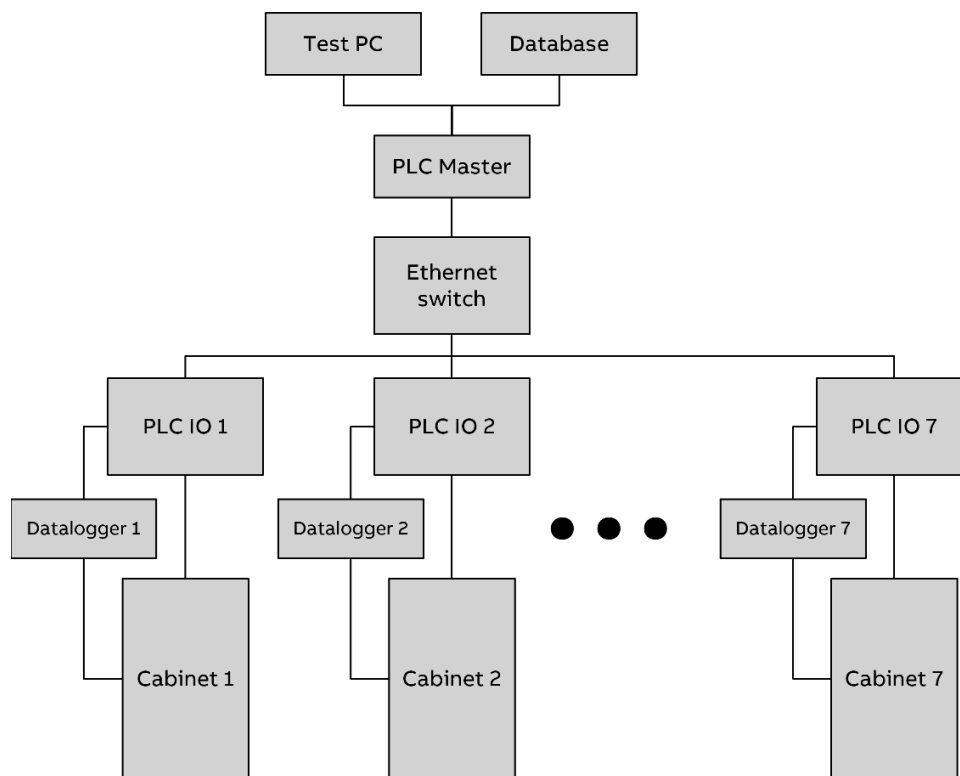 Test PC
Database
PLC Master
Ethernet
switch
PLC IO 1
PLC IO 2
PLC IO 7
Datalogger 1
Datalogger 2
Datalogger 7
Cabinet 1
Cabinet 2
Cabinet 7